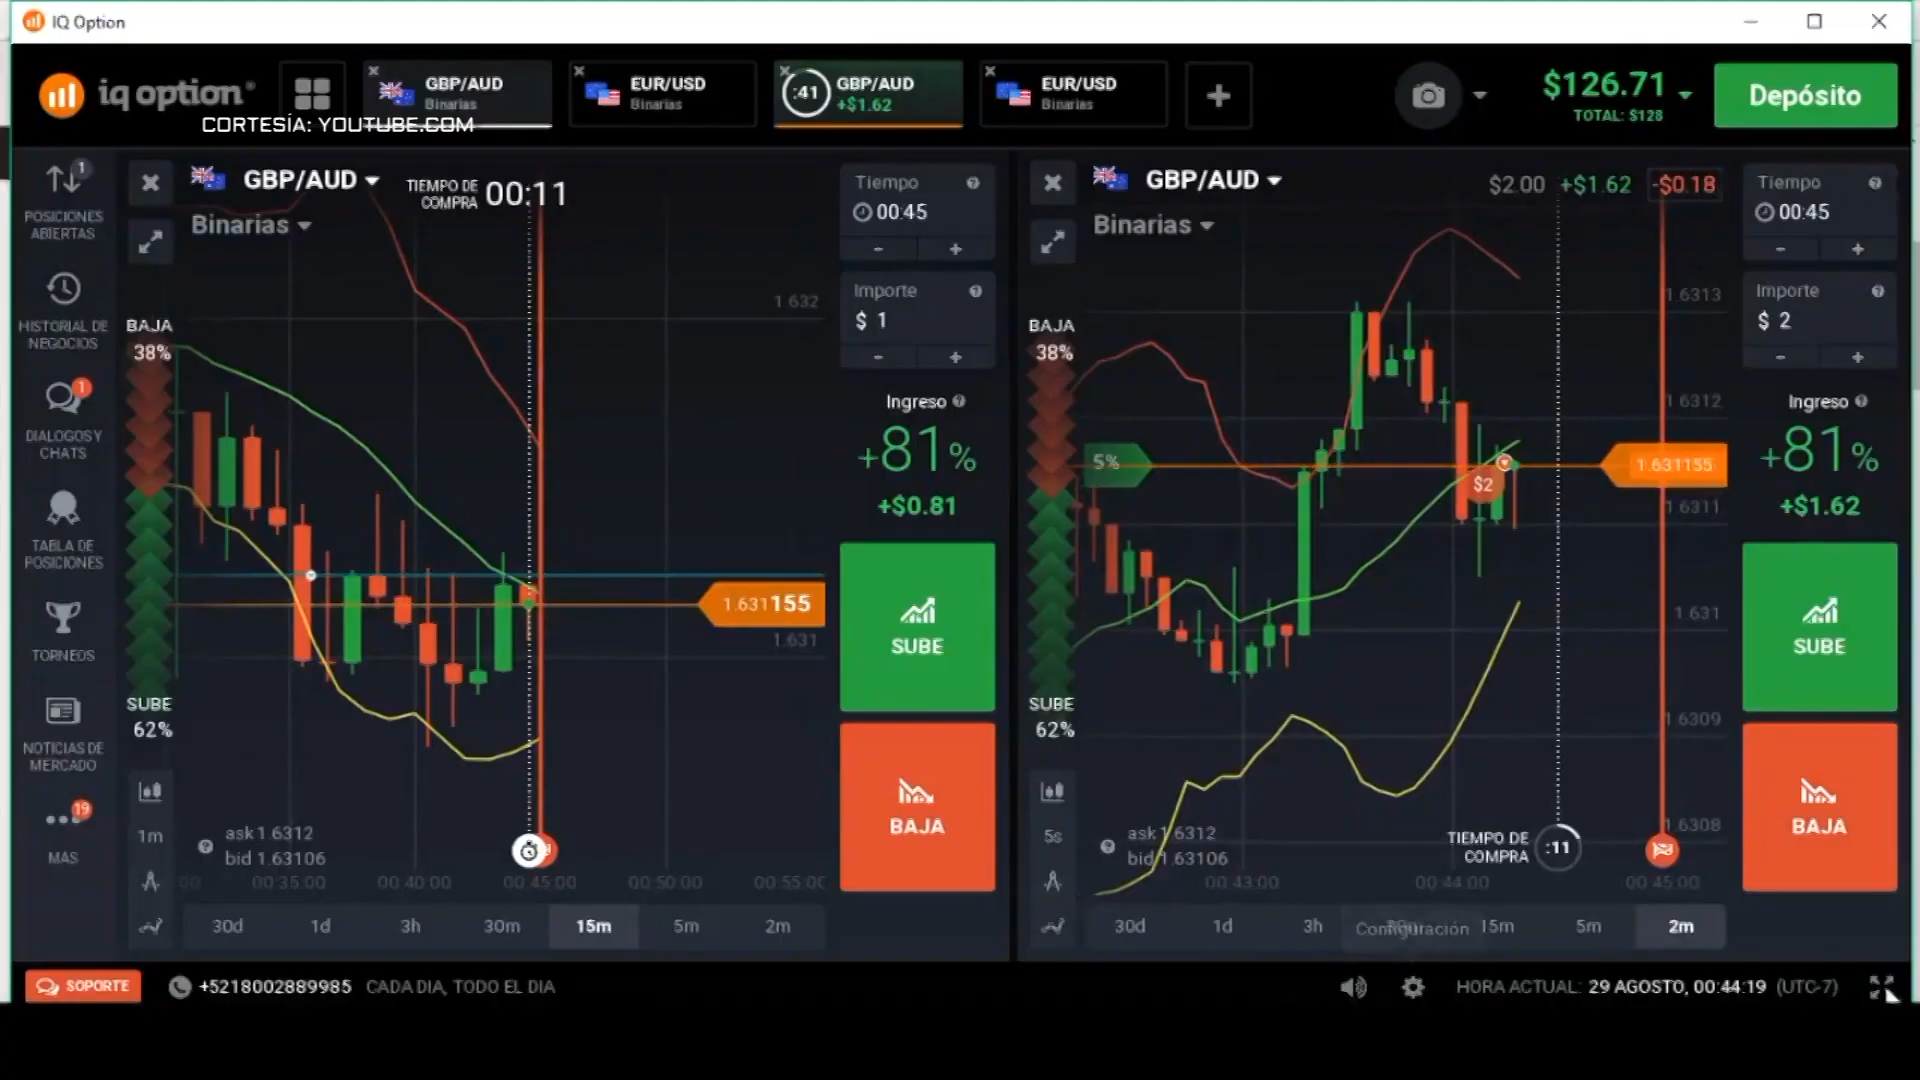 IQ Option
iq option
CORTESÍA: YOUTUBE.COM
GBP/AUD
Binarias
EUR/USD
Binarias
:41
GBP/AUD
+$1.62
EUR/USD
Binarias
$126.71
TOTAL: $128
Depósito
1
POSICIONES
ABIERTAS
HISTORIAL DE
NEGOCIOS
1
DIALOGOS Y
CHATS
TABLA DE
POSICIONES
TORNEOS
NOTICIAS DE
MERCADO
19
MAS
GBP/AUD
Binarias
TIEMPO DE
COMPRA
00:11
BAJA
38%
SUBE
62%
1.632
1.631155
1.631
1m
ask 1.6312
bid 1.63106
00:35:00
00:40:00
00:45:00
00:50:00
00:55:00
30d
1d
3h
30m
15m
5m
2m
Tiempo
00:45
- +
Importe
$ 1
- +
Ingreso
+81%
+$0.81
SUBE
BAJA
GBP/AUD
Binarias
$2.00 +$1.62 -$0.18
BAJA
38%
SUBE
62%
5%
$2
1.6313
1.6312
1.631155
1.6311
1.631
1.6309
1.6308
5s
ask 1.6312
bid 1.63106
TIEMPO DE
COMPRA
:11
00:43:00
00:44:00
00:45:00
30d
1d
3h
Configuración
15m
5m
2m
Tiempo
00:45
- +
Importe
$ 2
- +
Ingreso
+81%
+$1.62
SUBE
BAJA
SOPORTE
+5218002889985 CADA DIA, TODO EL DIA
HORA ACTUAL: 29 AGOSTO, 00:44:19 (UTC-7)